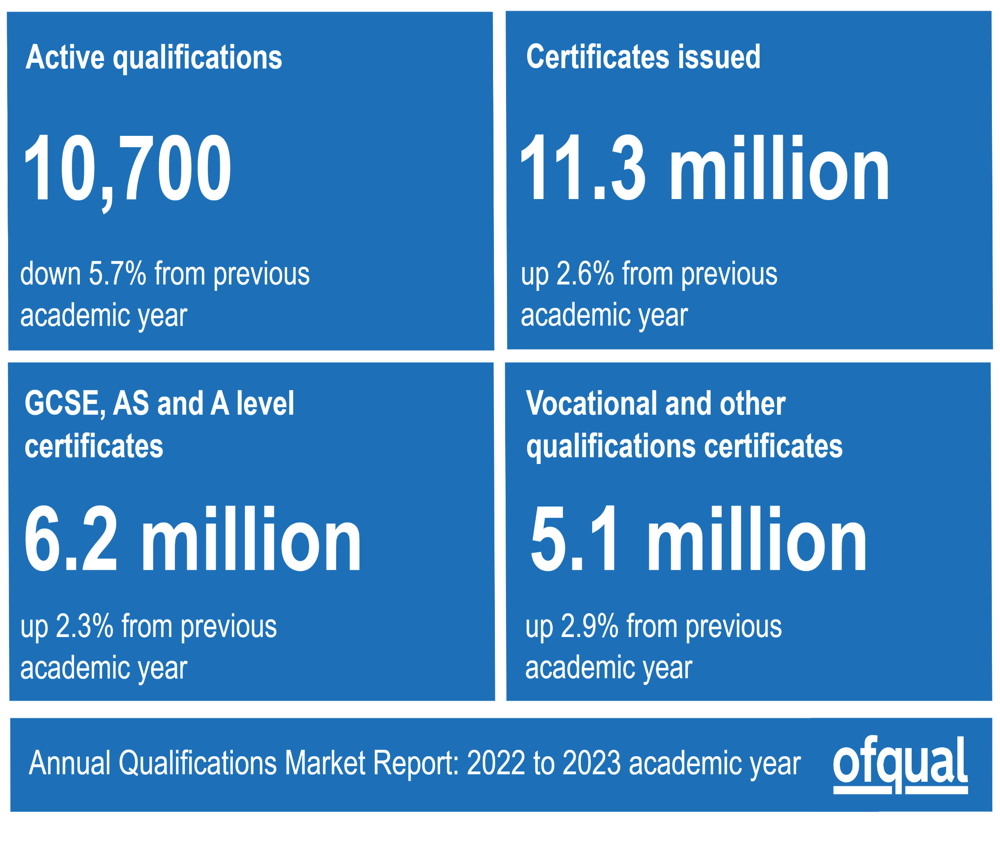 Active qualifications
10,700
down 5.7% from previous
academic year
Certificates issued
11.3 million
up 2.6% from previous
academic year
GCSE, AS and A level
certificates
6.2 million
up 2.3% from previous
academic year
Vocational and other
qualifications certificates
5.1 million
up 2.9% from previous
academic year
Annual Qualifications Market Report: 2022 to 2023 academic year
ofqual